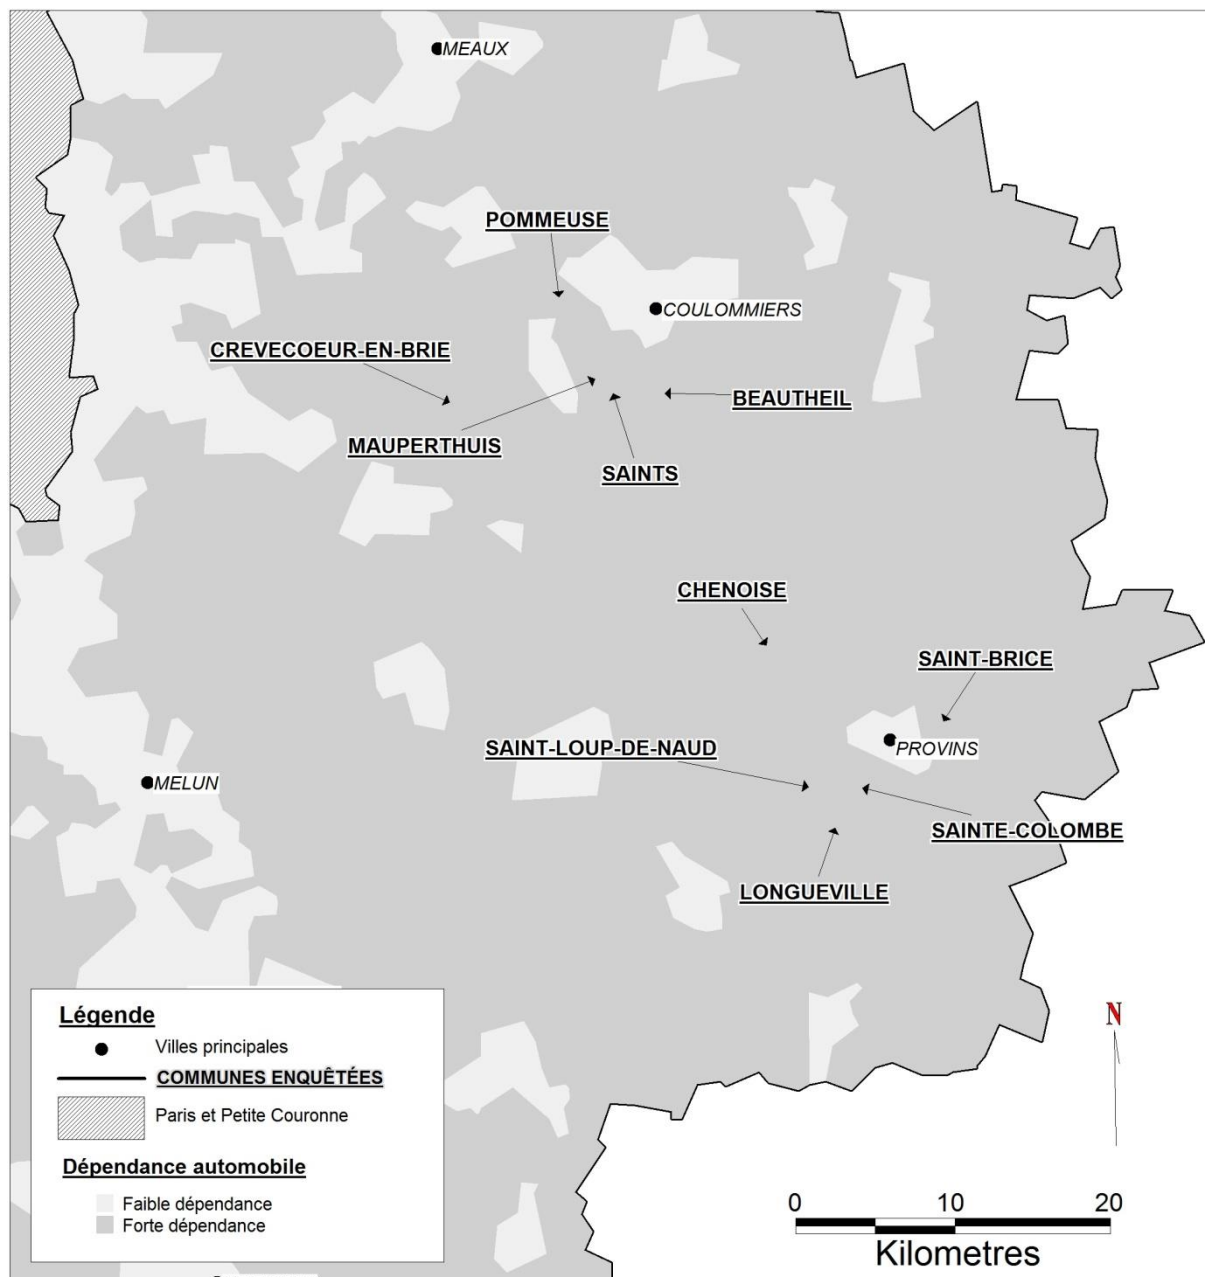 MEAUX
POMMEUSE
COULOMMIERS
CREVECOEUR-EN-BRIE
BEAUTHEIL
MAUPERTHUIS
SAINTS
CHENOISE
SAINT-BRICE
SAINT-LOUP-DE-NAUD
PROVINS
MELUN
SAINTE-COLOMBE
LONGUEVILLE
Légende
Villes principales
COMMUNES ENQUÊTÉES
Paris et Petite Couronne
Dépendance automobile
Faible dépendance
Forte dépendance
N
0 10 20
Kilometres